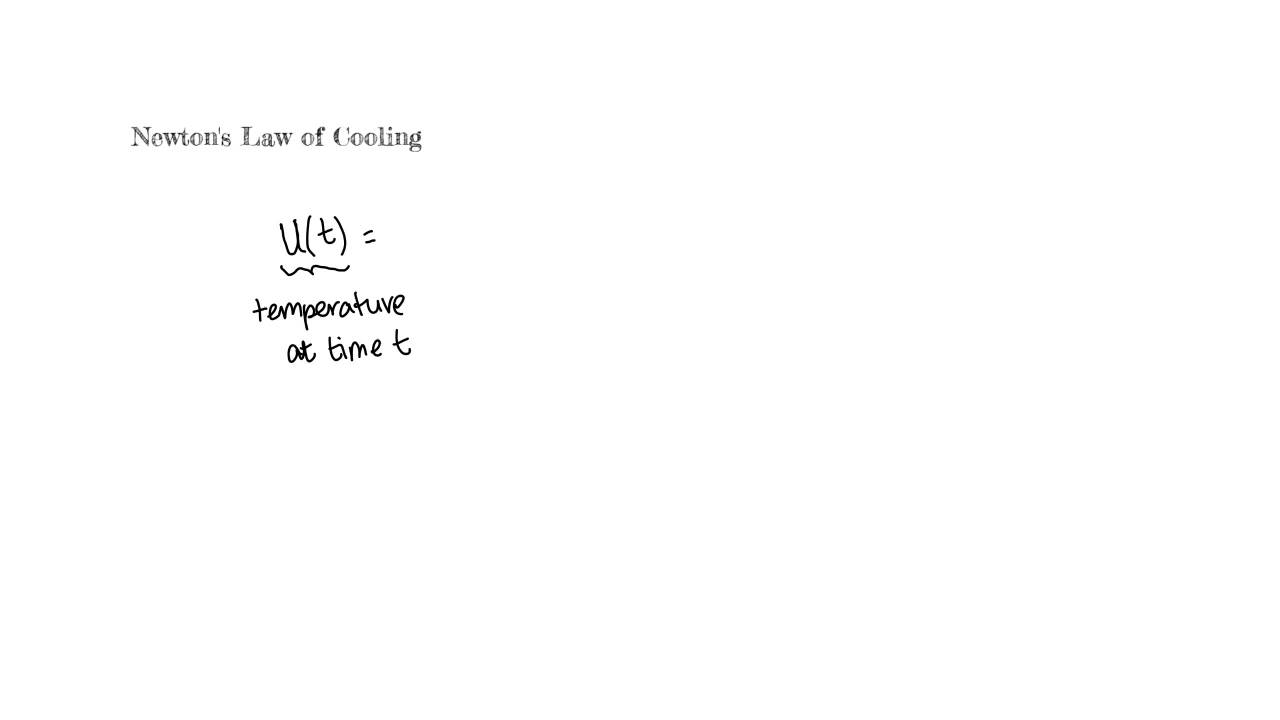 Newton's Law of Cooling
u(t) =
temperature
at time t